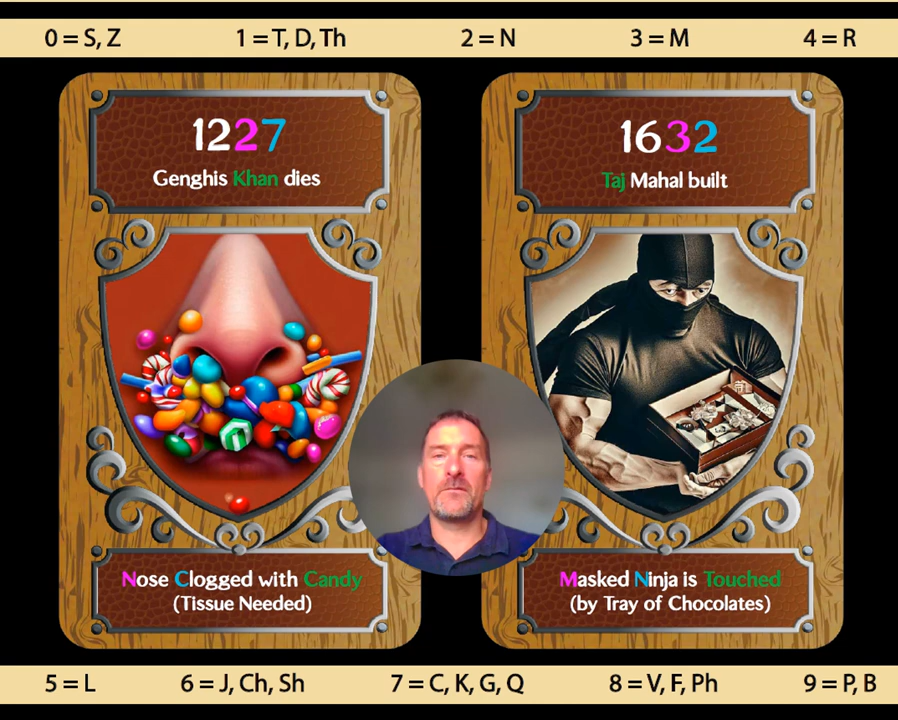 0 = S, Z 1 = T, D, Th 2 = N 3 = M 4 = R
1227
Genghis Khan dies
Nose Clogged with Candy
(Tissue Needed)
1632
Taj Mahal built
Masked Ninja is Touched
(by Tray of Chocolates)
5 = L 6 = J, Ch, Sh 7 = C, K, G, Q 8 = V, F, Ph 9 = P, B